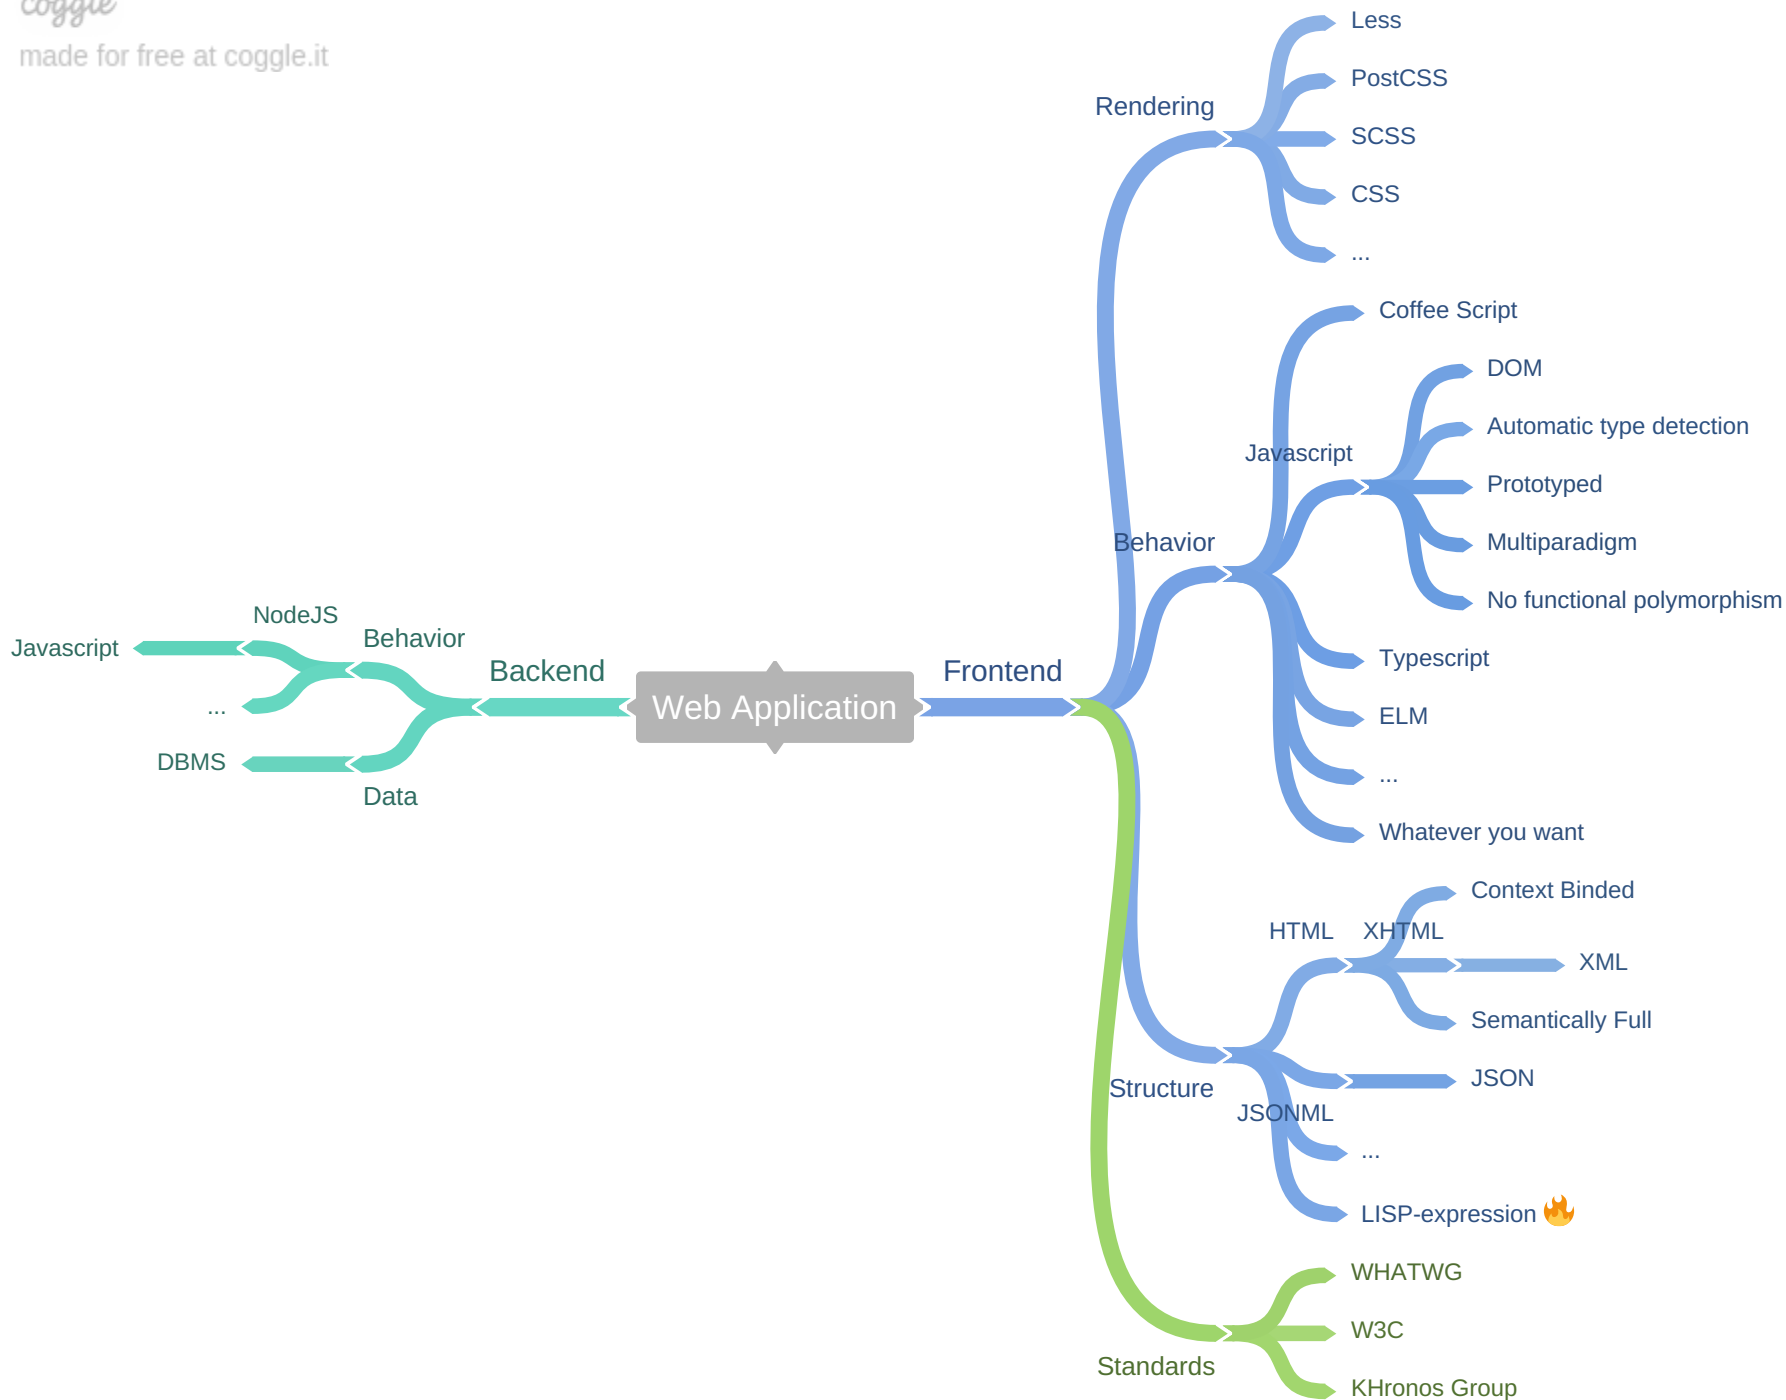 coggle
made for free at coggle.it
Less
PostCSS
Rendering
SCSS
CSS
...
Coffee Script
DOM
Automatic type detection
Javascript
Prototyped
Multiparadigm
Behavior
No functional polymorphism
Typescript
ELM
...
Whatever you want
NodeJS
Javascript
Behavior
...
DBMS
Data
Backend
Web Application
Frontend
Context Binded
HTML
XHTML
XML
Semantically Full
Structure
JSON
JSONML
...
LISP-expression 🔥
WHATWG
W3C
Standards
KHronos Group